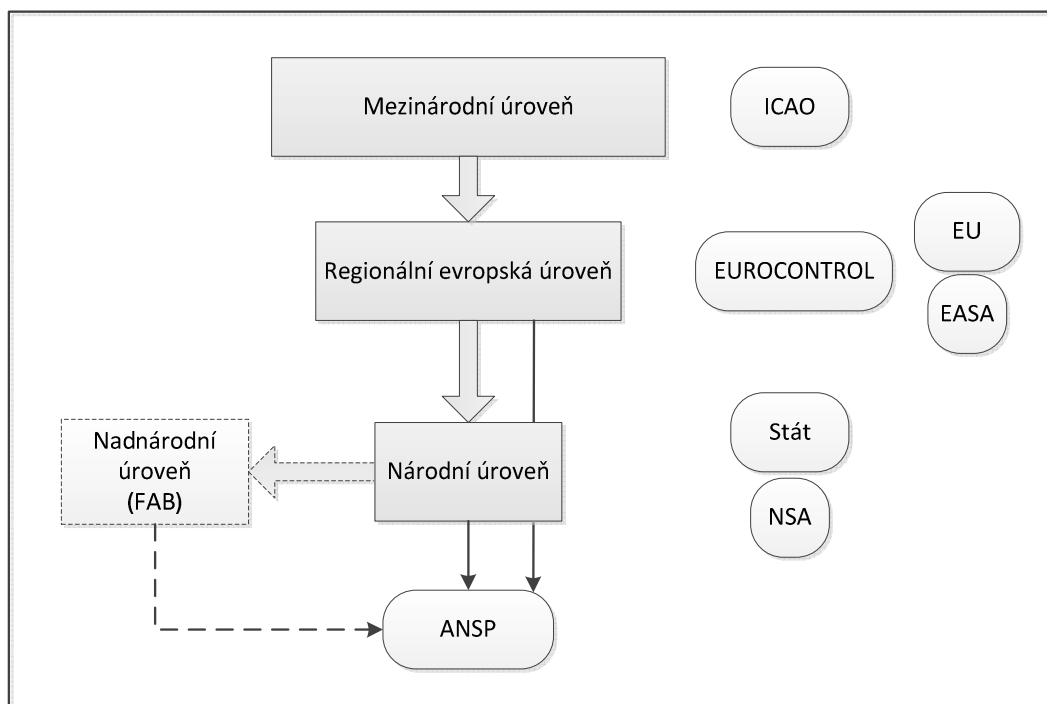 Mezinárodní úroveň
ICAO
Regionální evropská úroveň
EUROCONTROL
EU
EASA
Nadnárodní
úroveň
(FAB)
Národní úroveň
Stát
NSA
ANSP